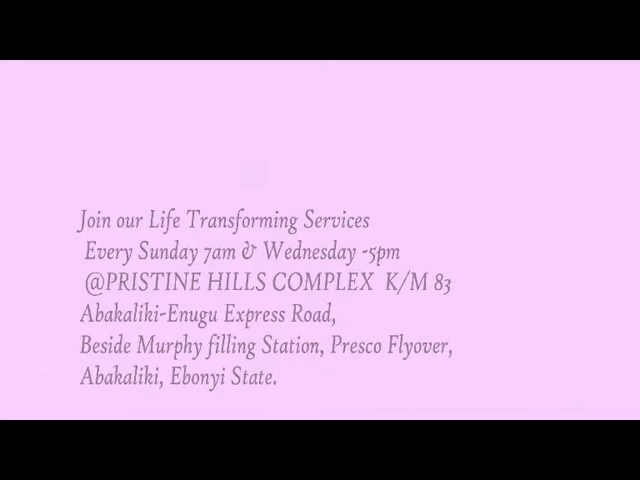 Join our Life Transforming Services
Every Sunday 7am & Wednesday -5pm
@PRISTINE HILLS COMPLEX K/M 83
Abakaliki-Enugu Express Road,
Beside Murphy filling Station, Presco Flyover,
Abakaliki, Ebonyi State.